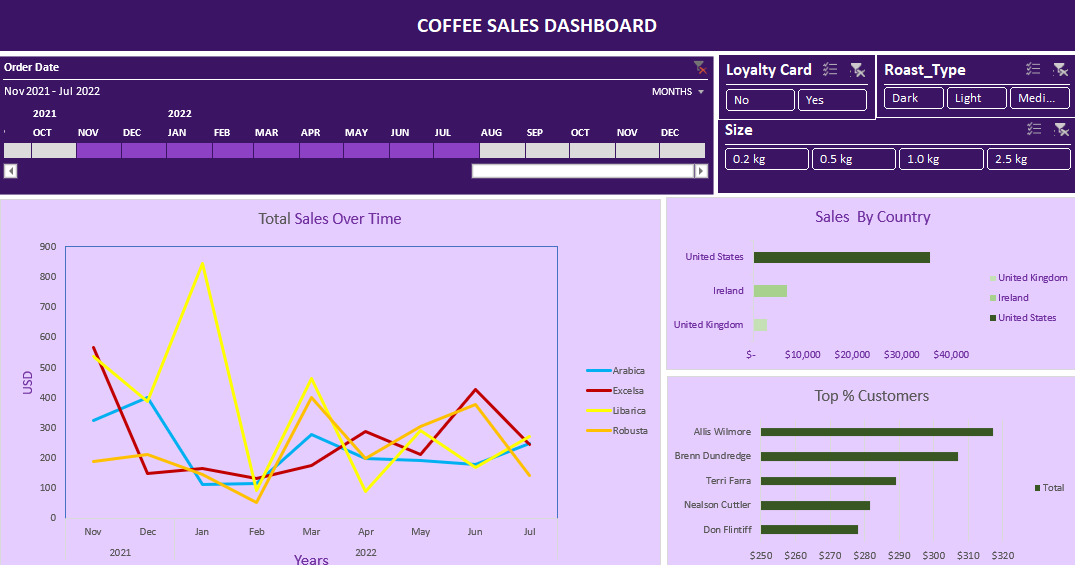 COFFEE SALES DASHBOARD
Order Date
Nov 2021 - Jul 2022
MONTHS
2021
2022
OCT NOV DEC JAN FEB MAR APR MAY JUN JUL AUG SEP OCT NOV DEC
Loyalty Card
No
Yes
Roast_Type
Dark
Light
Medi...
Size
0.2 kg
0.5 kg
1.0 kg
2.5 kg
Total Sales Over Time
900
800
700
600
500
400
300
200
100
0
USD
Nov Dec Jan Feb Mar Apr May Jun Jul
2021 2022
Years
Arabica
Excelsa
Libarica
Robusta
Sales By Country
United States
Ireland
United Kingdom
$- $10,000 $20,000 $30,000 $40,000
United Kingdom
Ireland
United States
Top % Customers
Allis Wilmore
Brenn Dundredge
Terri Farra
Nealson Cuttler
Don Flintiff
$250 $260 $270 $280 $290 $300 $310 $320
Total